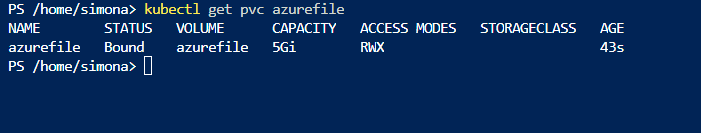 PS /home/simona> kubectl get pvc azurefile
NAME STATUS VOLUME CAPACITY ACCESS MODES STORAGECLASS AGE
azurefile Bound azurefile 5Gi RWX 43s
PS /home/simona>